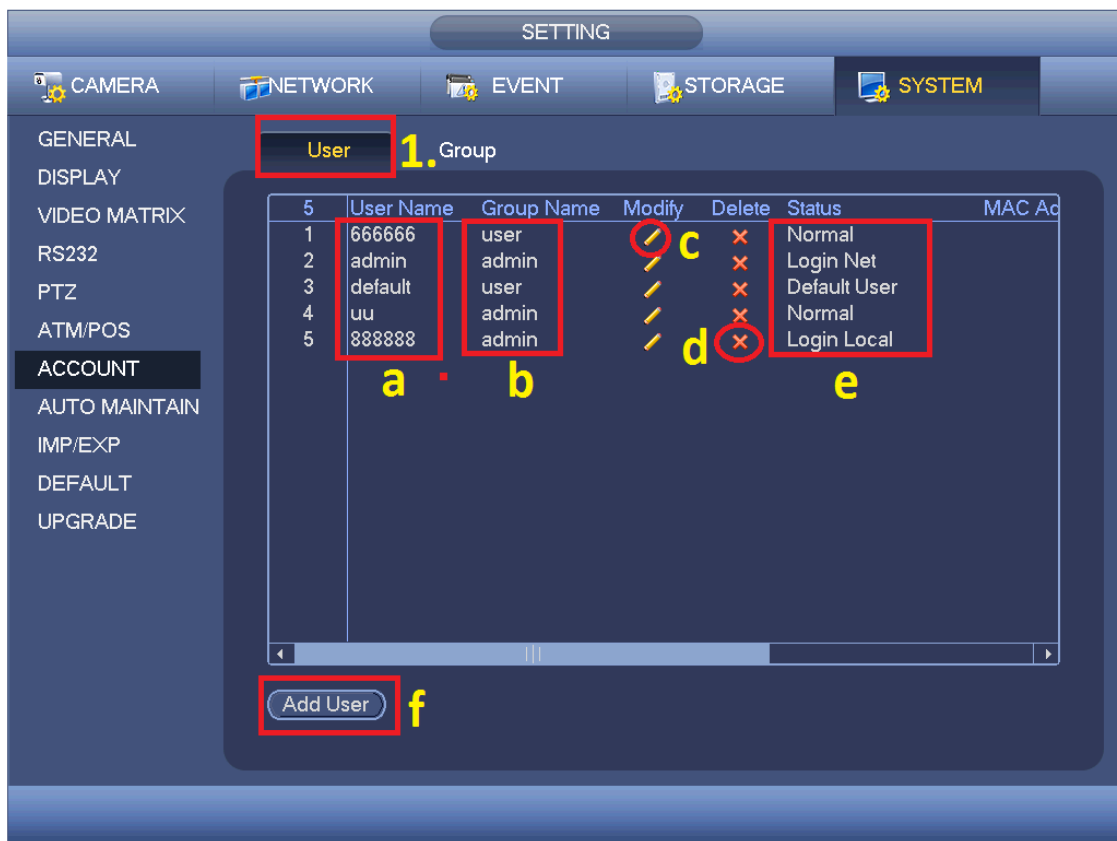 SETTING
CAMERA NETWORK EVENT STORAGE SYSTEM
GENERAL
DISPLAY
VIDEO MATRIX
RS232
PTZ
ATM/POS
ACCOUNT
AUTO MAINTAIN
IMP/EXP
DEFAULT
UPGRADE
User 1. Group
5 User Name Group Name Modify Delete Status MAC Ad
1 666666 user Normal
c
2 admin admin Login Net
3 default user Default User
4 uu admin Normal
5 888888 admin Login Local
d
a b e
Add User f